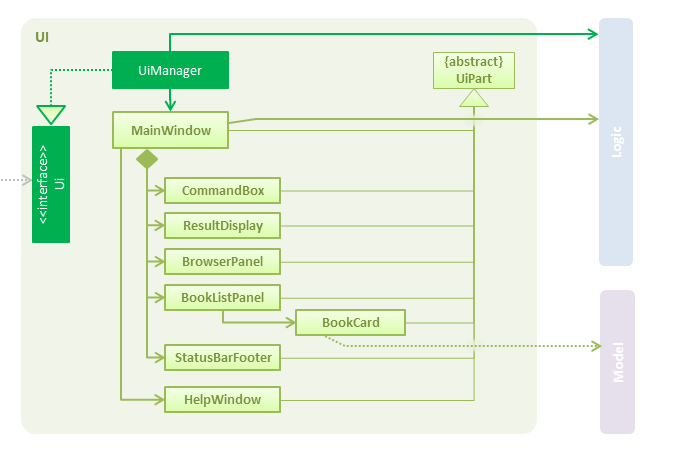 UI
{abstract}
UiPart
UiManager
MainWindow
<<interface>>
Ui
CommandBox
ResultDisplay
BrowserPanel
BookListPanel
BookCard
StatusBarFooter
HelpWindow
Logic
Model